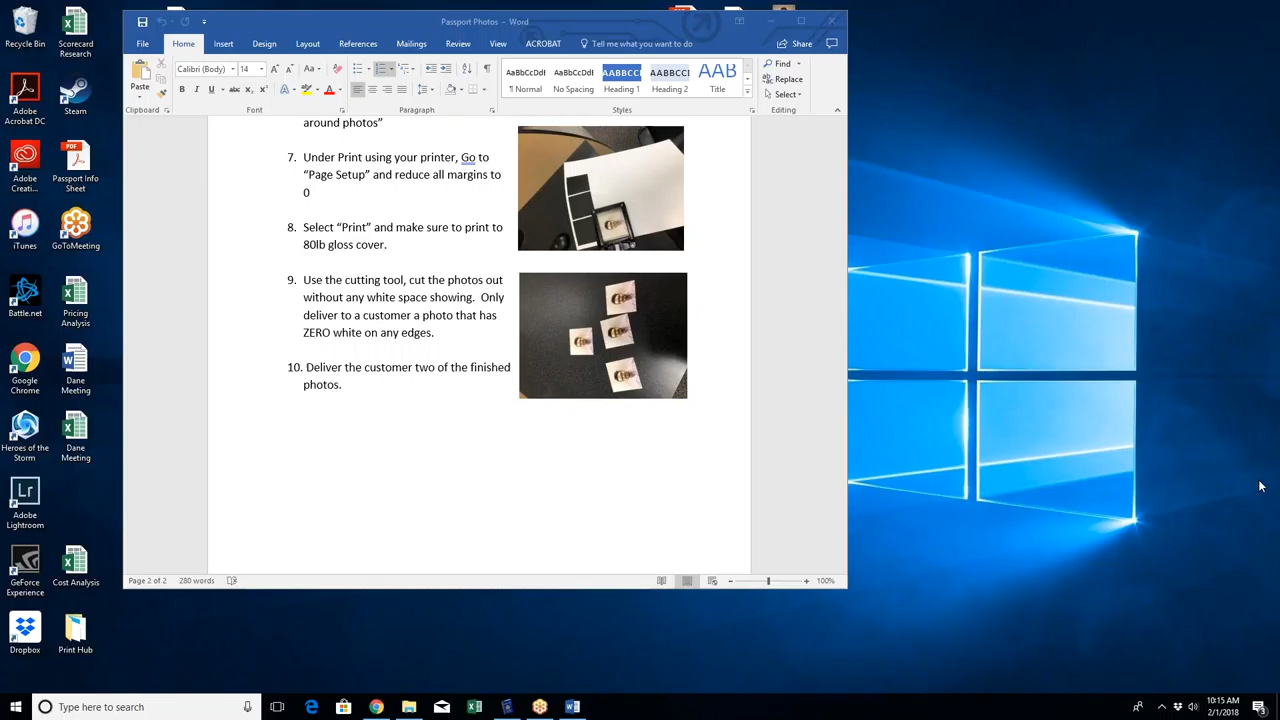 Passport Photos - Word
File Home Insert Design Layout References Mailings Review View ACROBAT Tell me what you want to do Share
Calibri (Body) 14
Paste
Clipboard Font Paragraph Styles Editing
AaBbCcDdI AaBbCcDdI AABBCCI AABBCCI AAB
¶ Normal No Spacing Heading 1 Heading 2 Title
Find
Replace
Select
around photos”
7. Under Print using your printer, Go to
“Page Setup” and reduce all margins to
0
8. Select “Print” and make sure to print to
80lb gloss cover.
9. Use the cutting tool, cut the photos out
without any white space showing. Only
deliver to a customer a photo that has
ZERO white on any edges.
10. Deliver the customer two of the finished
photos.
Page 2 of 2 280 words 100%
Recycle Bin
Scorecard
Research
Adobe
Acrobat DC
Steam
Adobe
Creati...
PDF
Passport Info
Sheet
iTunes
GoToMeeting
Battle.net
Pricing
Analysis
Google
Chrome
Dane
Meeting
Heroes of the
Storm
Dane
Meeting
Lr
Adobe
Lightroom
Steam
GeForce
Experience
Cost Analysis
Dropbox
Print Hub
Type here to search
10:15 AM
2/1/2018